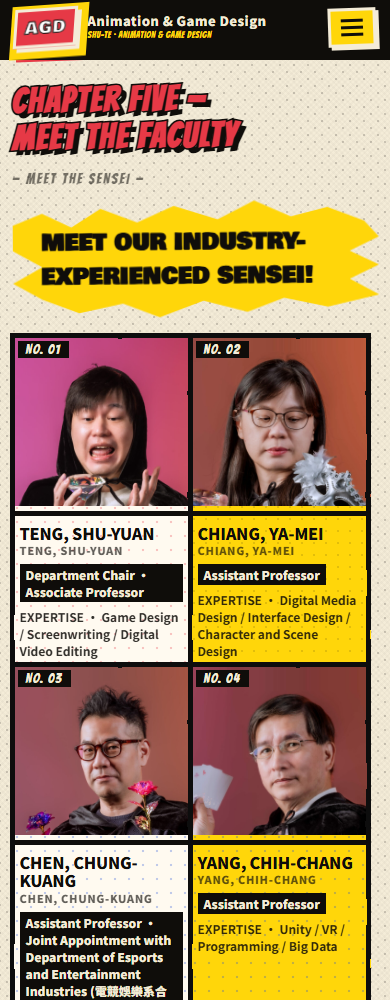 AGD
Animation & Game Design
SHU-TE • ANIMATION & GAME DESIGN
CHAPTER FIVE —
MEET THE FACULTY
— MEET THE SENSEI —
MEET OUR INDUSTRY-
EXPERIENCED SENSEI!
NO. 01
NO. 02
TENG, SHU-YUAN
TENG, SHU-YUAN
Department Chair •
Associate Professor
EXPERTISE • Game Design
/ Screenwriting / Digital
Video Editing
CHIANG, YA-MEI
CHIANG, YA-MEI
Assistant Professor
EXPERTISE • Digital Media
Design / Interface Design /
Character and Scene
Design
NO. 03
NO. 04
CHEN, CHUNG-
KUANG
CHEN, CHUNG-KUANG
Assistant Professor •
Joint Appointment with
Department of Esports
and Entertainment
Industries (電競娛樂系合
YANG, CHIH-CHANG
YANG, CHIH-CHANG
Assistant Professor
EXPERTISE • Unity / VR /
Programming / Big Data